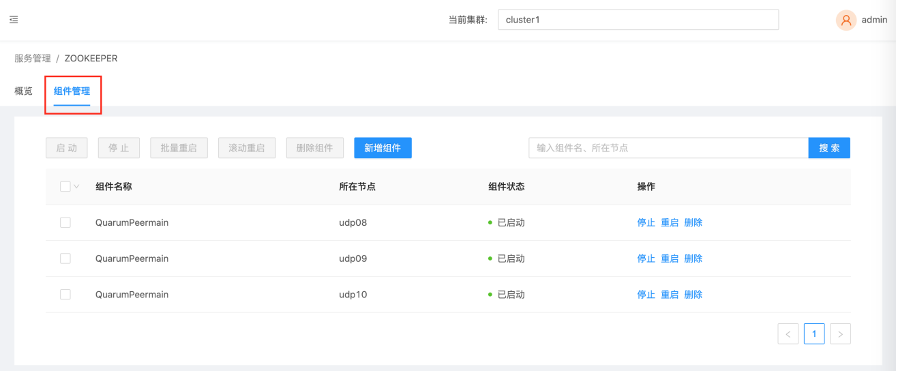 当前集群: cluster1 admin
服务管理 / ZOOKEEPER
概览 组件管理
启 动 停 止 批量重启 滚动重启 删除组件 新增组件 输入组件名、所在节点 搜 索
组件名称 所在节点 组件状态 操作
QuarumPeermain udp08 已启动 停止 重启 删除
QuarumPeermain udp09 已启动 停止 重启 删除
QuarumPeermain udp10 已启动 停止 重启 删除
< 1 >